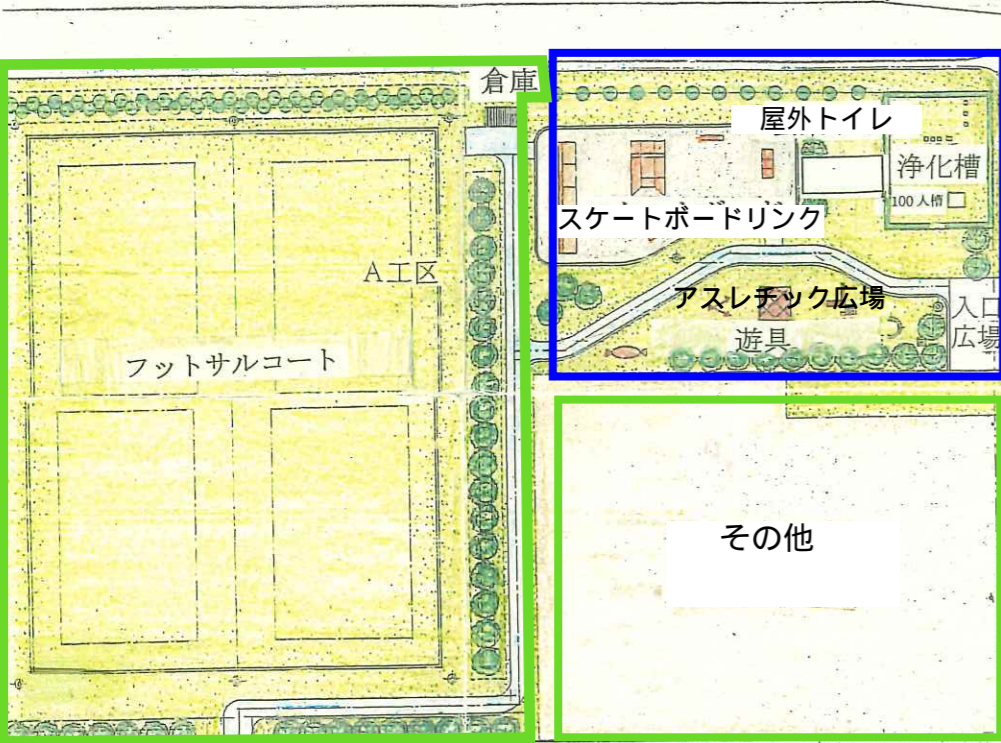 倉庫
屋外トイレ
浄化槽
100人槽
スケートボードリンク
A工区
アスレチック広場
入口
広場
遊具
フットサルコート
その他